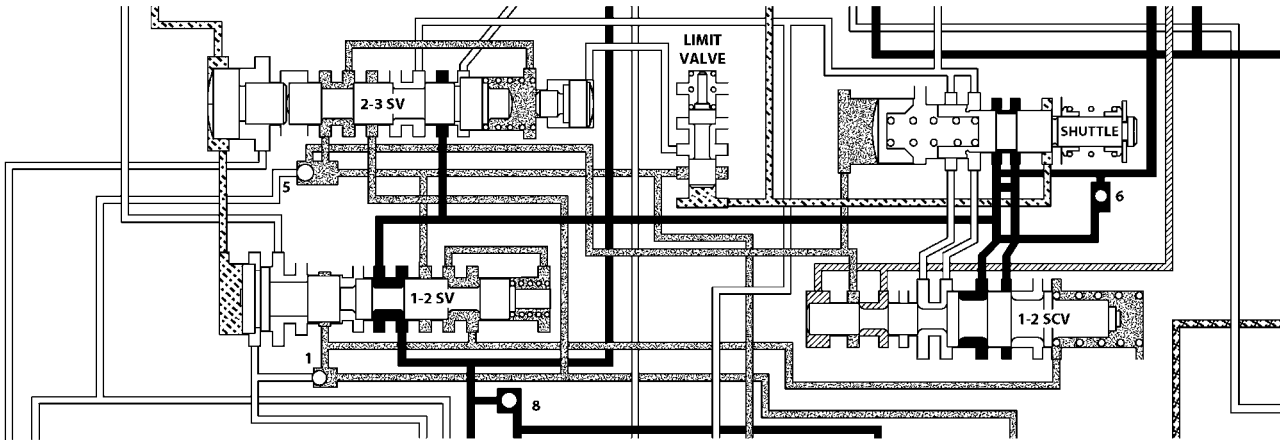 LIMIT
VALVE
2-3 SV
SHUTTLE
5
6
1-2 SV
1-2 SCV
1
8